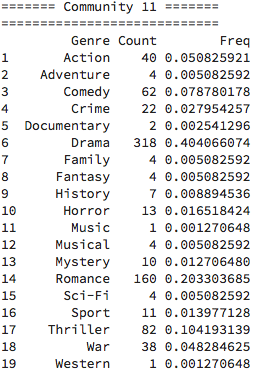 ======= Community 11 =======
============================
Genre Count Freq
1 Action 40 0.050825921
2 Adventure 4 0.005082592
3 Comedy 62 0.078780178
4 Crime 22 0.027954257
5 Documentary 2 0.002541296
6 Drama 318 0.404066074
7 Family 4 0.005082592
8 Fantasy 4 0.005082592
9 History 7 0.008894536
10 Horror 13 0.016518424
11 Music 1 0.001270648
12 Musical 4 0.005082592
13 Mystery 10 0.012706480
14 Romance 160 0.203303685
15 Sci-Fi 4 0.005082592
16 Sport 11 0.013977128
17 Thriller 82 0.104193139
18 War 38 0.048284625
19 Western 1 0.001270648